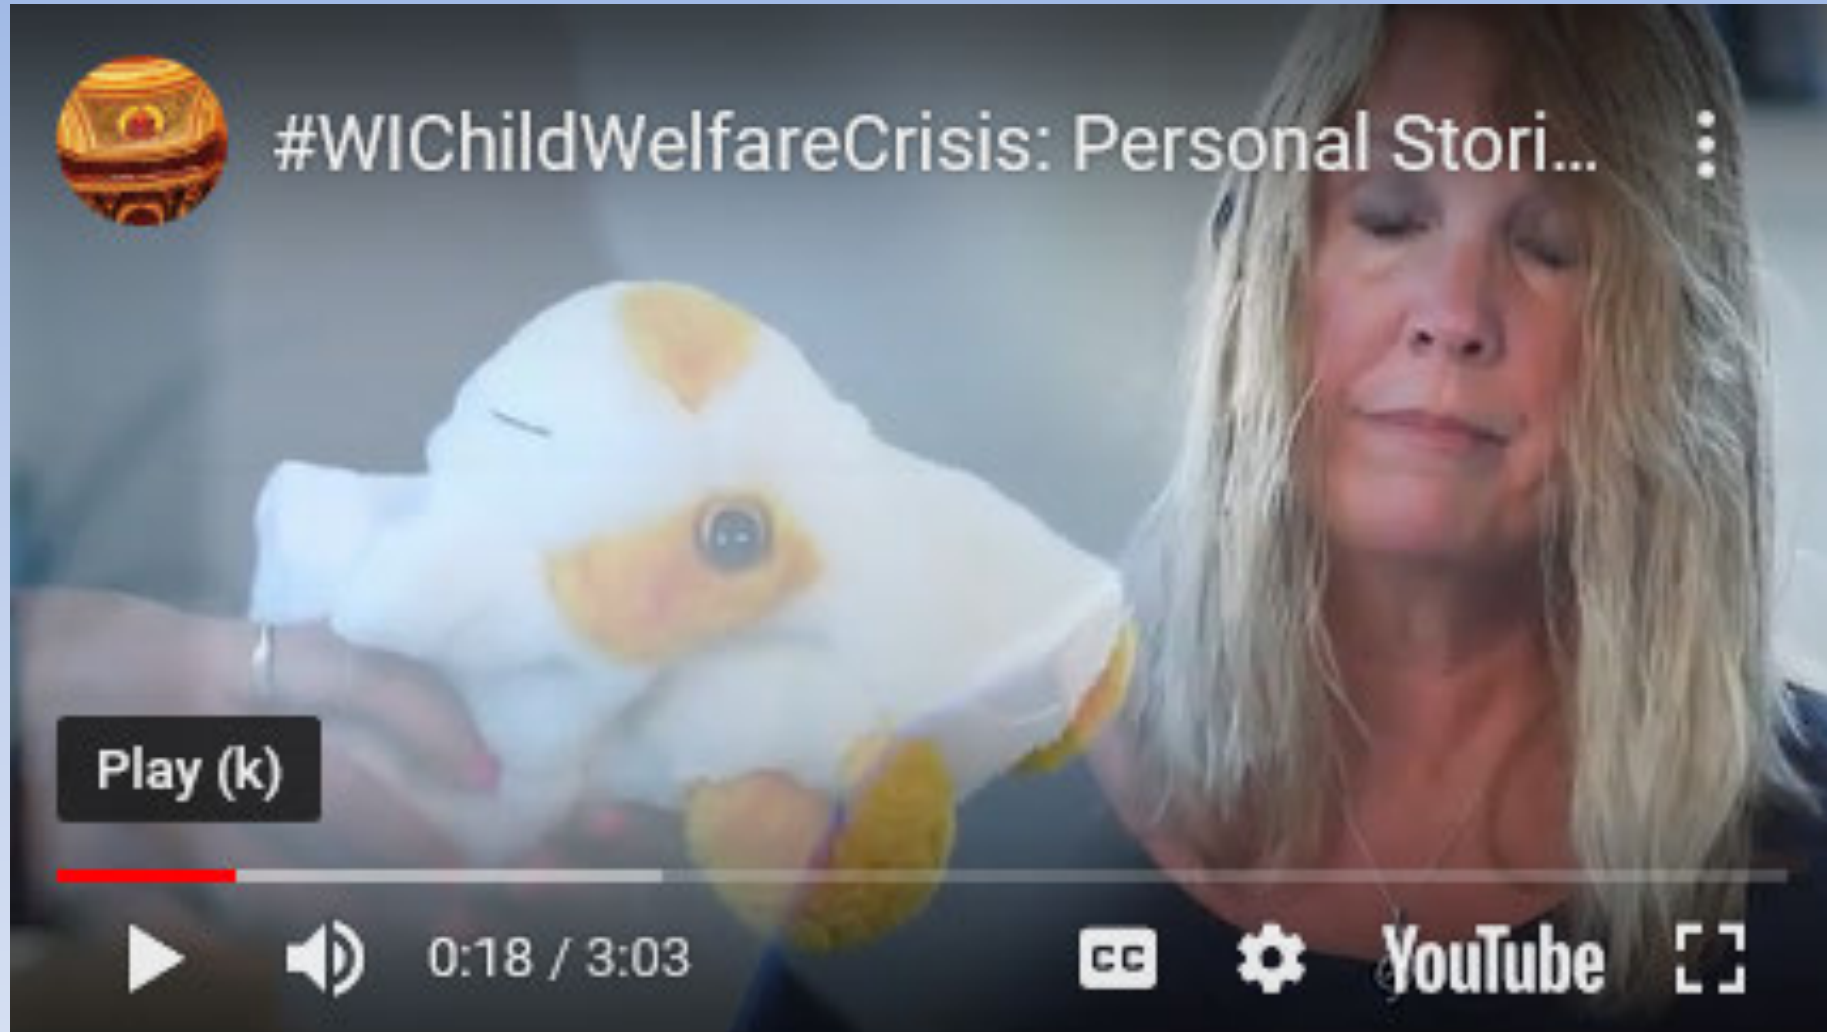 #WIChildWelfareCrisis: Personal Stori...
Play (k)
0:18 / 3:03
CC
YouTube